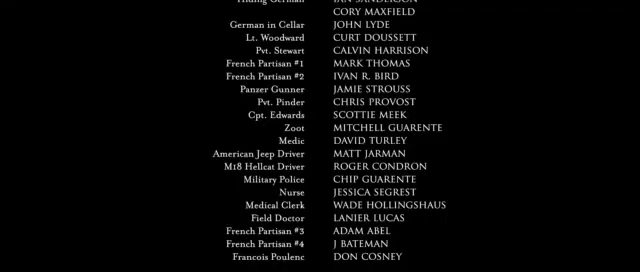 Hiding German IAN SANDERSON
CORY MAXFIELD
German in Cellar JOHN LYDE
Lt. Woodward CURT DOUSSETT
Pvt. Stewart CALVIN HARRISON
French Partisan #1 MARK THOMAS
French Partisan #2 IVAN R. BIRD
Panzer Gunner JAMIE STROUSS
Pvt. Pinder CHRIS PROVOST
Cpt. Edwards SCOTTIE MEEK
Zoot MITCHELL GUARENTE
Medic DAVID TURLEY
American Jeep Driver MATT JARMAN
M18 Hellcat Driver ROGER CONDRON
Military Police CHIP GUARENTE
Nurse JESSICA SEGREST
Medical Clerk WADE HOLLINGSHAUS
Field Doctor LANIER LUCAS
French Partisan #3 ADAM ABEL
French Partisan #4 J BATEMAN
Francois Poulenc DON COSNEY